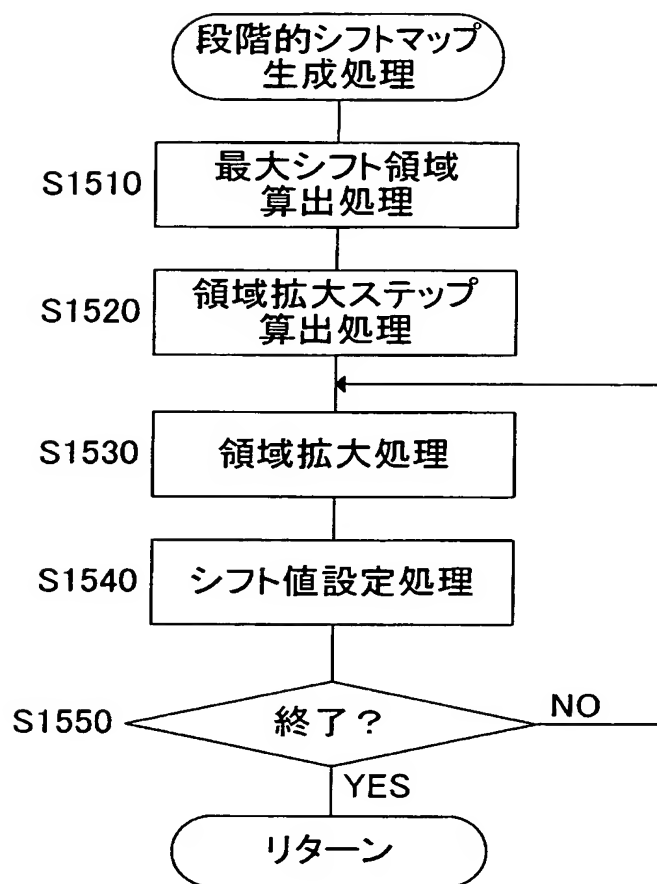 段階的シフトマップ
生成処理
S1510
最大シフト領域
算出処理
S1520
領域拡大ステップ
算出処理
S1530
領域拡大処理
S1540
シフト値設定処理
S1550
終了？
NO
YES
リターン